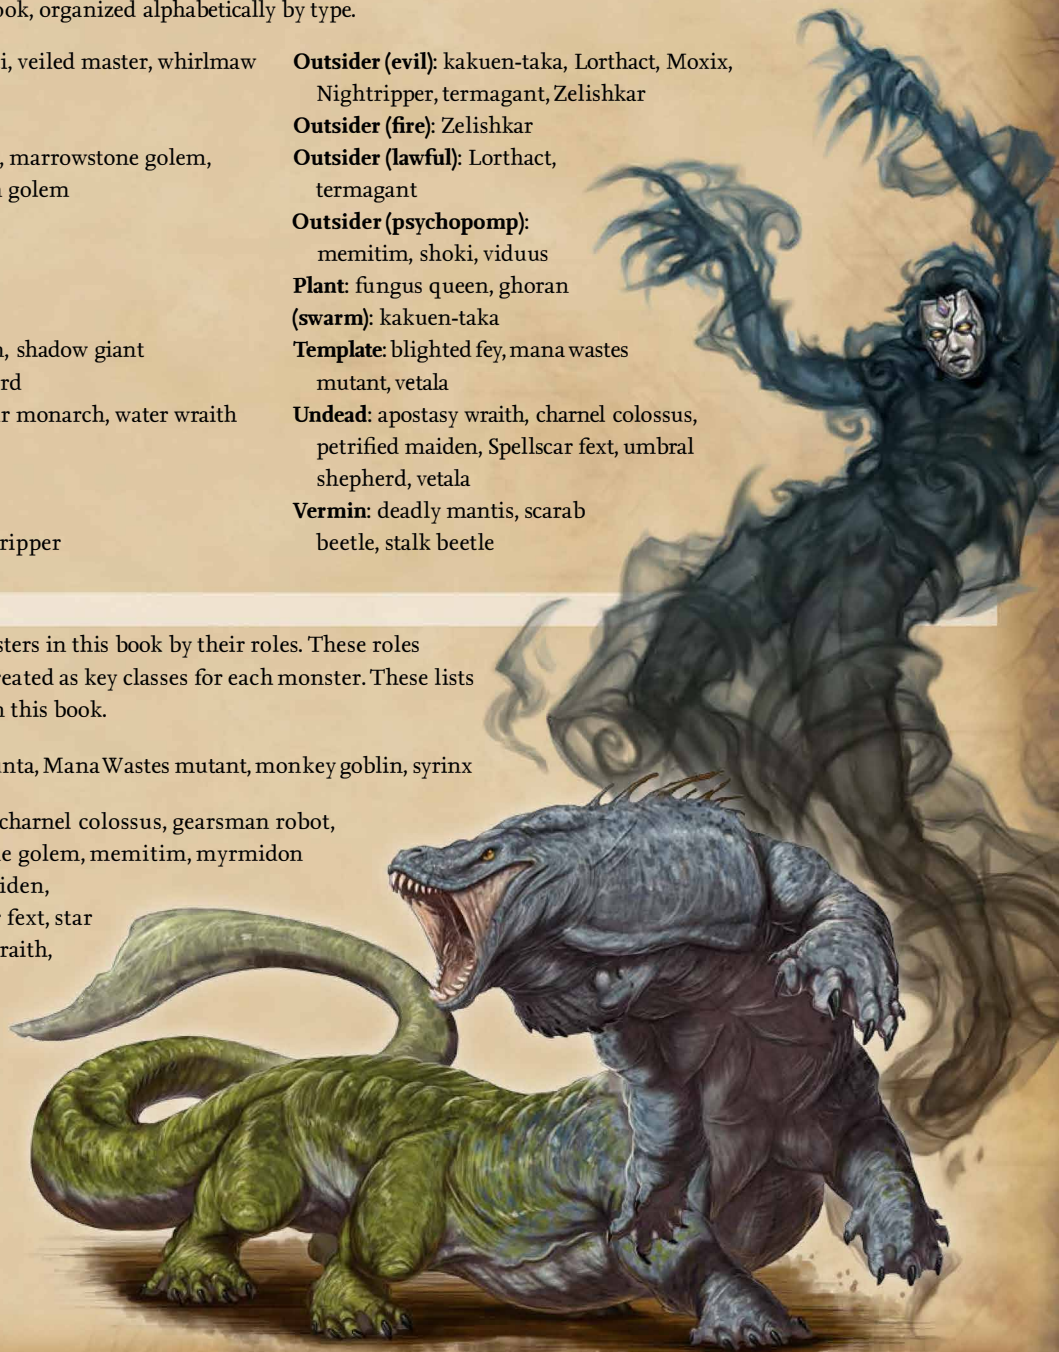 ook, organized alphabetically by type.
i, veiled master, whirlmaw
, marrowstone golem,
golem
, shadow giant
rd
r monarch, water wraith
ripper
Outsider (evil): kakuen-taka, Lorthact, Moxix,
Nightripper, termagant, Zelishkar
Outsider (fire): Zelishkar
Outsider (lawful): Lorthact,
termagant
Outsider (psychopomp):
memitim, shoki, viduus
Plant: fungus queen, ghoran
(swarm): kakuen-taka
Template: blighted fey, mana wastes
mutant, vetala
Undead: apostasy wraith, charnel colossus,
petrified maiden, Spellscar fext, umbral
shepherd, vetala
Vermin: deadly mantis, scarab
beetle, stalk beetle
sters in this book by their roles. These roles
reated as key classes for each monster. These lists
n this book.
unta, Mana Wastes mutant, monkey goblin, syrinx
charnel colossus, gearsman robot,
e golem, memitim, myrmidon
iden,
r fext, star
raith,